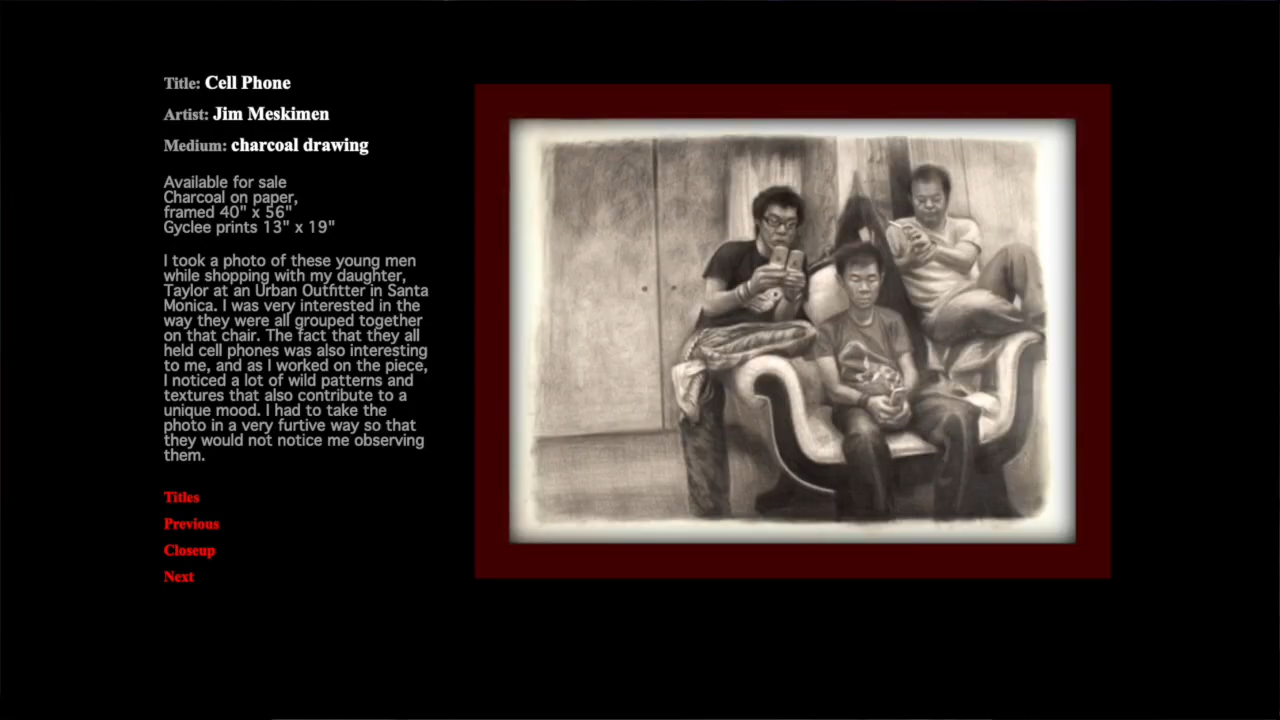 Title: Cell Phone
Artist: Jim Meskimen
Medium: charcoal drawing
Available for sale
Charcoal on paper,
framed 40" x 56"
Gyclee prints 13" x 19"
I took a photo of these young men
while shopping with my daughter,
Taylor at an Urban Outfitter in Santa
Monica. I was very interested in the
way they were all grouped together
on that chair. The fact that they all
held cell phones was also interesting
to me, and as I worked on the piece,
I noticed a lot of wild patterns and
textures that also contribute to a
unique mood. I had to take the
photo in a very furtive way so that
they would not notice me observing
them.
Titles
Previous
Closeup
Next